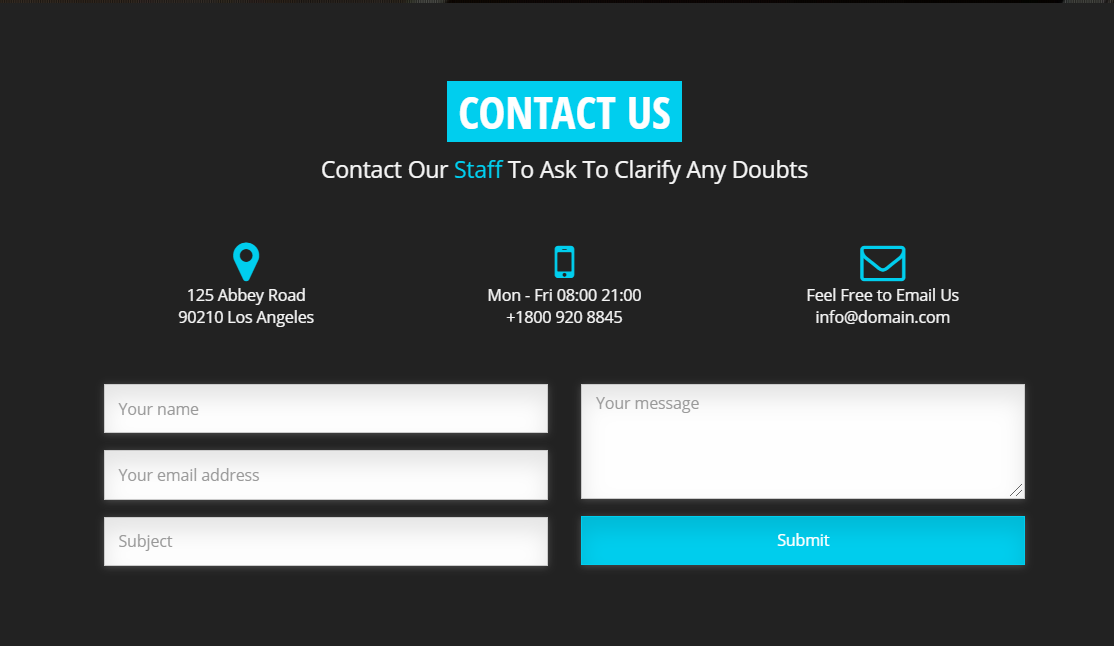 CONTACT US
Contact Our Staff To Ask To Clarify Any Doubts
125 Abbey Road
90210 Los Angeles
Mon - Fri 08:00 21:00
+1800 920 8845
Feel Free to Email Us
info@domain.com
Your name
Your email address
Subject
Your message
Submit